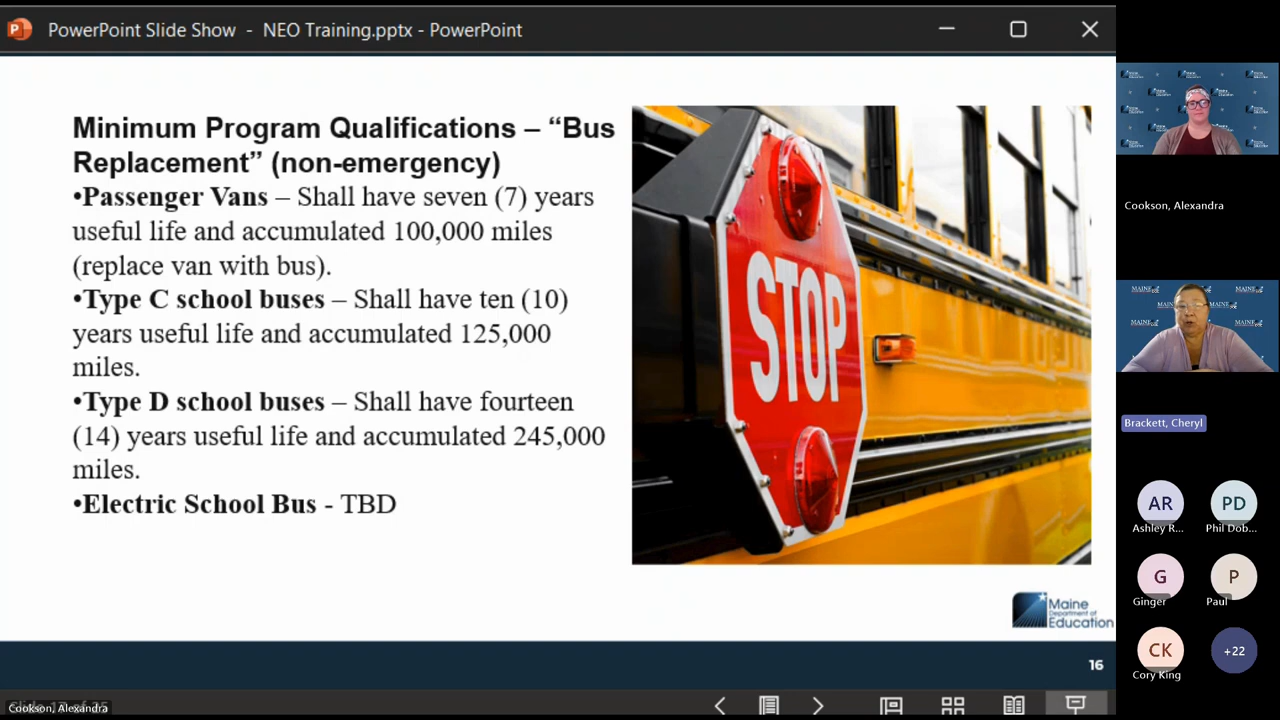 PowerPoint Slide Show - NEO Training.pptx - PowerPoint
Minimum Program Qualifications – “Bus
Replacement” (non-emergency)
•Passenger Vans – Shall have seven (7) years
useful life and accumulated 100,000 miles
(replace van with bus).
•Type C school buses – Shall have ten (10)
years useful life and accumulated 125,000
miles.
•Type D school buses – Shall have fourteen
(14) years useful life and accumulated 245,000
miles.
•Electric School Bus - TBD
STOP
Maine
Department of
Education
16
Cookson, Alexandra
Cookson, Alexandra
MAINE
MAINE
MAINE
MAINE
Brackett, Cheryl
AR
PD
Ashley R...
Phil Dob...
G
P
Ginger
Paul
CK
+22
Cory King